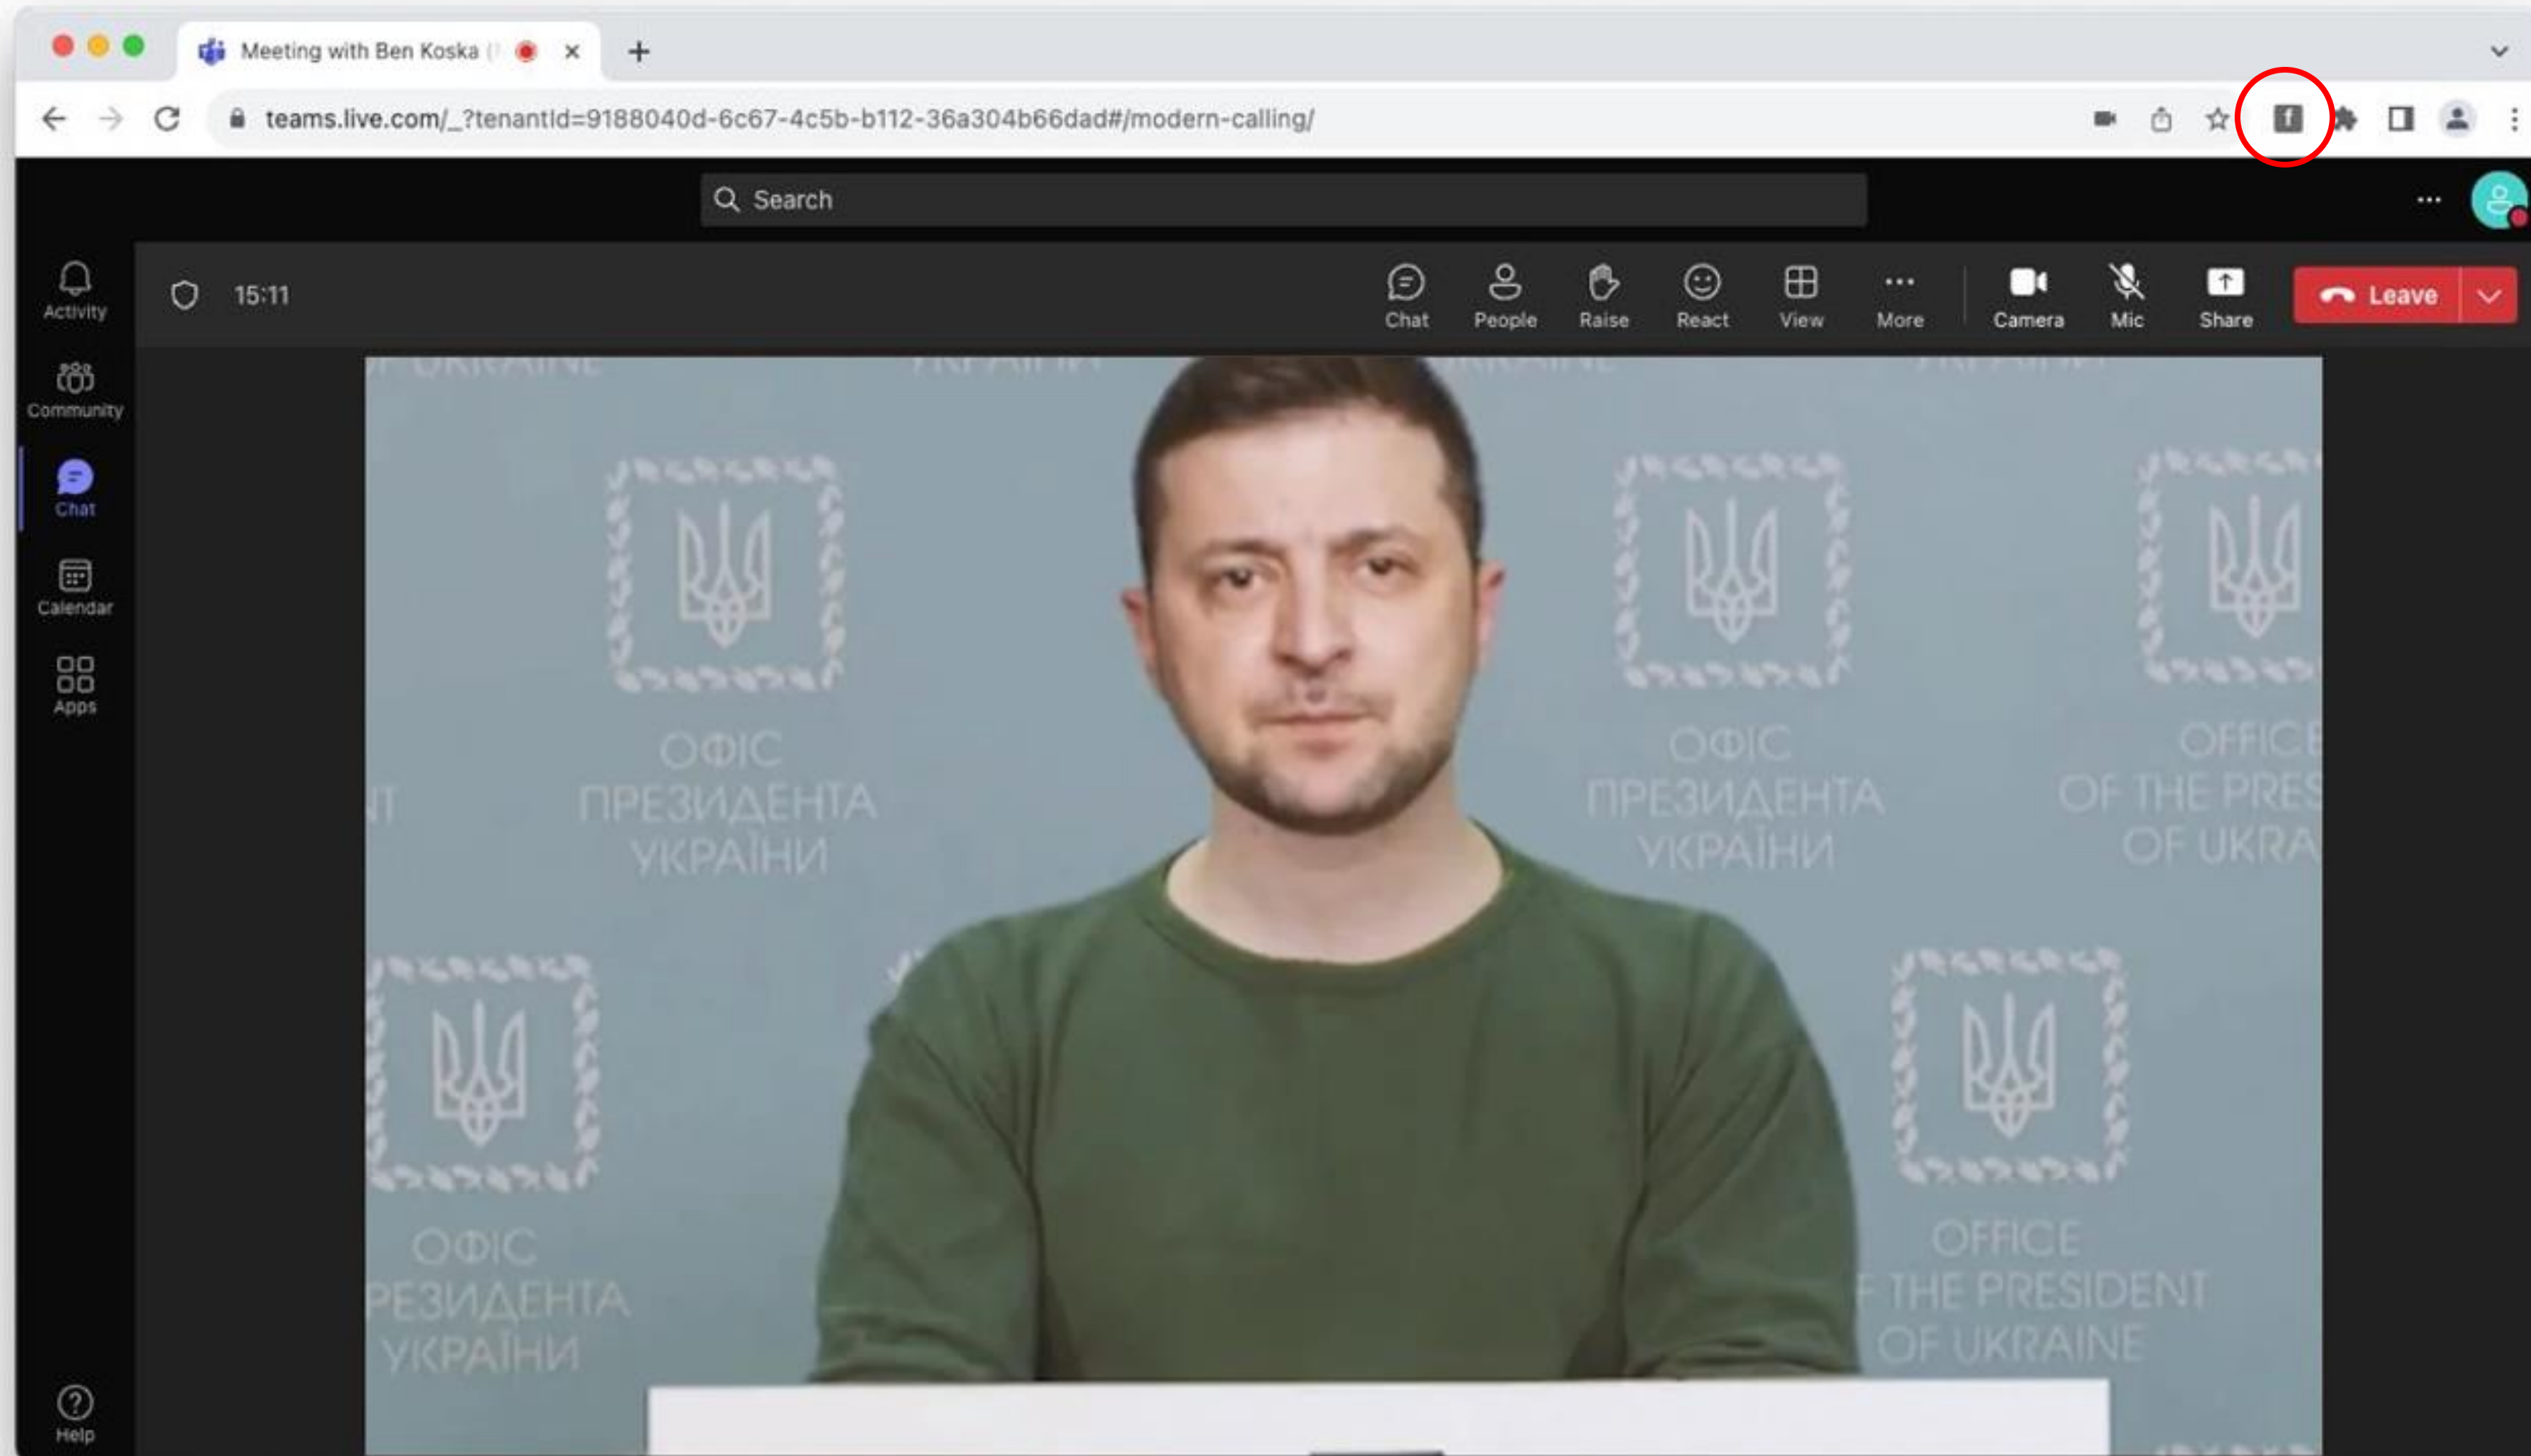 Meeting with Ben Koska (
teams.live.com/_?tenantId=9188040d-6c67-4c5b-b112-36a304b66dad#/modern-calling/
f
Search
Activity
15:11
Chat
People
Raise
React
View
More
Camera
Mic
Share
Leave
Community
Chat
Calendar
Apps
Help
ОФІС
ПРЕЗИДЕНТА
УКРАЇНИ
ОФІС
ПРЕЗИДЕНТА
УКРАЇНИ
OFFICE
OF THE PRES
OF UKRA
ОФІС
РЕЗИДЕНТА
УКРАЇНИ
OFFICE
THE PRESIDENT
OF UKRAINE